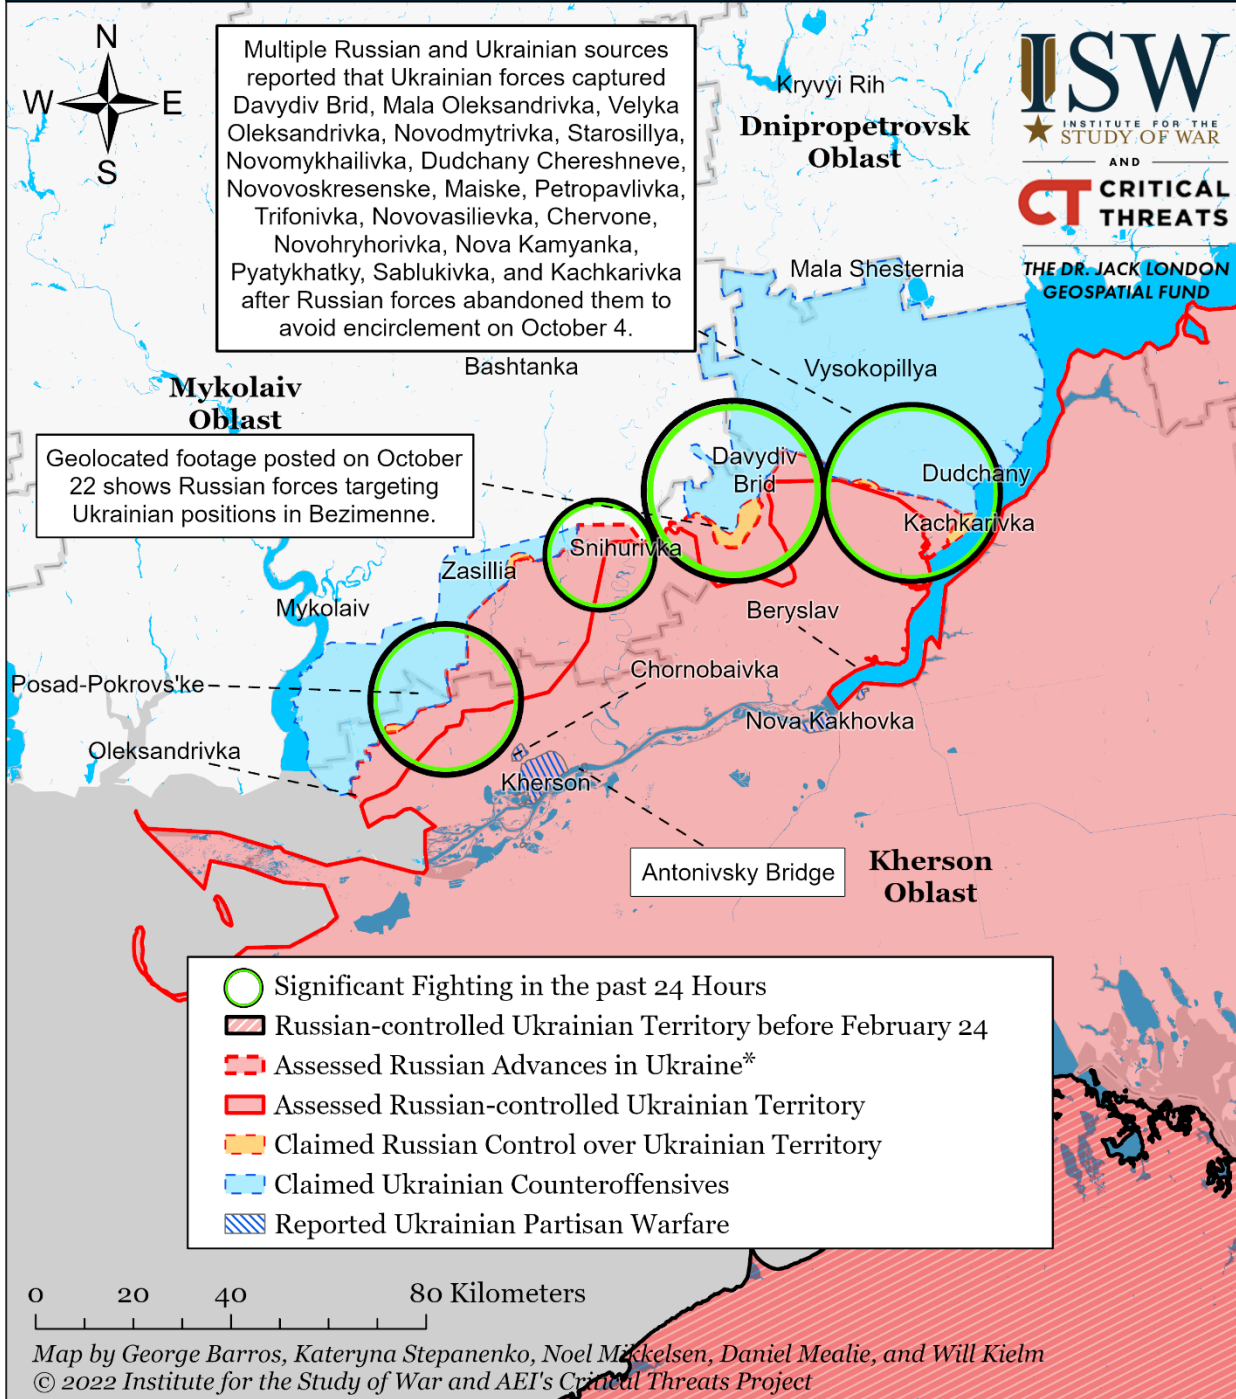 N
W
E
S
Multiple Russian and Ukrainian sources
reported that Ukrainian forces captured
Davydiv Brid, Mala Oleksandrivka, Velyka
Oleksandrivka, Novodmytrivka, Starosillya,
Novomykhailivka, Dudchany Chereshneve,
Novovoskresenske, Maiske, Petropavlivka,
Trifonivka, Novovasilievka, Chervone,
Novohryhorivka, Nova Kamyanka,
Pyatykhatky, Sablukivka, and Kachkarivka
after Russian forces abandoned them to
avoid encirclement on October 4.
Kryvyi Rih
Dnipropetrovsk
Oblast
ISW
INSTITUTE FOR THE
STUDY OF WAR
AND
CT CRITICAL
THREATS
THE DR. JACK LONDON
GEOSPATIAL FUND
Mala Shesternia
Bashtanka
Vysokopillya
Mykolaiv
Oblast
Geolocated footage posted on October
22 shows Russian forces targeting
Ukrainian positions in Bezimenne.
Davydiv
Brid
Dudchany
Kachkarivka
Snihurivka
Zasillia
Mykolaiv
Beryslav
Chornobaivka
Posad-Pokrovs'ke
Nova Kakhovka
Oleksandrivka
Kherson
Antonivsky Bridge
Kherson
Oblast
Significant Fighting in the past 24 Hours
Russian-controlled Ukrainian Territory before February 24
Assessed Russian Advances in Ukraine*
Assessed Russian-controlled Ukrainian Territory
Claimed Russian Control over Ukrainian Territory
Claimed Ukrainian Counteroffensives
Reported Ukrainian Partisan Warfare
0 20 40 80 Kilometers
Map by George Barros, Kateryna Stepanenko, Noel Mikkelsen, Daniel Mealie, and Will Kielm
© 2022 Institute for the Study of War and AEI's Critical Threats Project